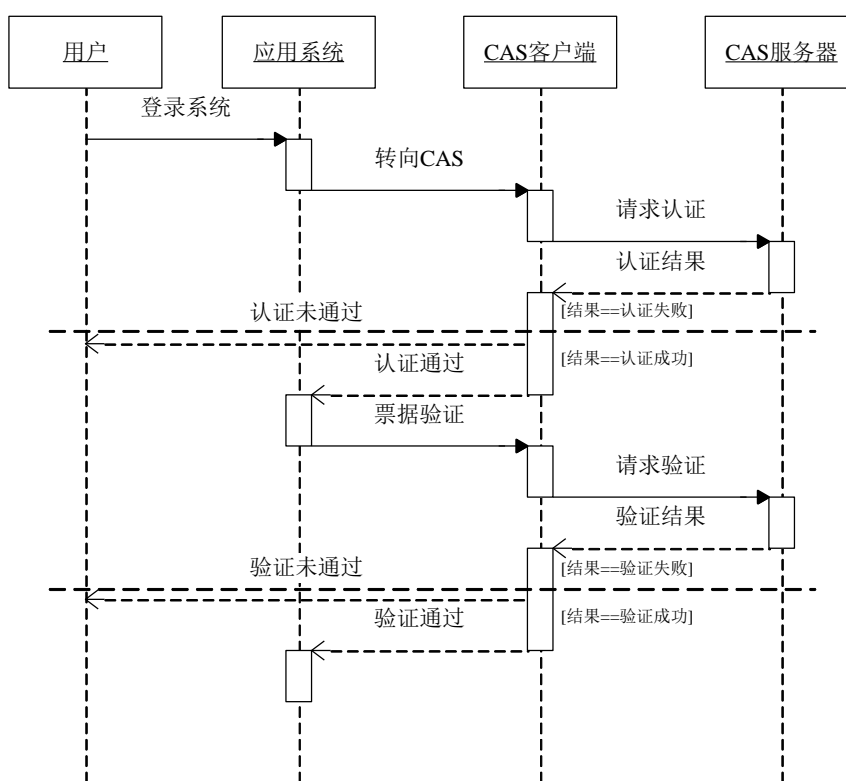 用户
应用系统
CAS客户端
CAS服务器
登录系统
转向CAS
请求认证
认证结果
认证未通过
[结果==认证失败]
认证通过
[结果==认证成功]
票据验证
请求验证
验证结果
验证未通过
[结果==验证失败]
验证通过
[结果==验证成功]